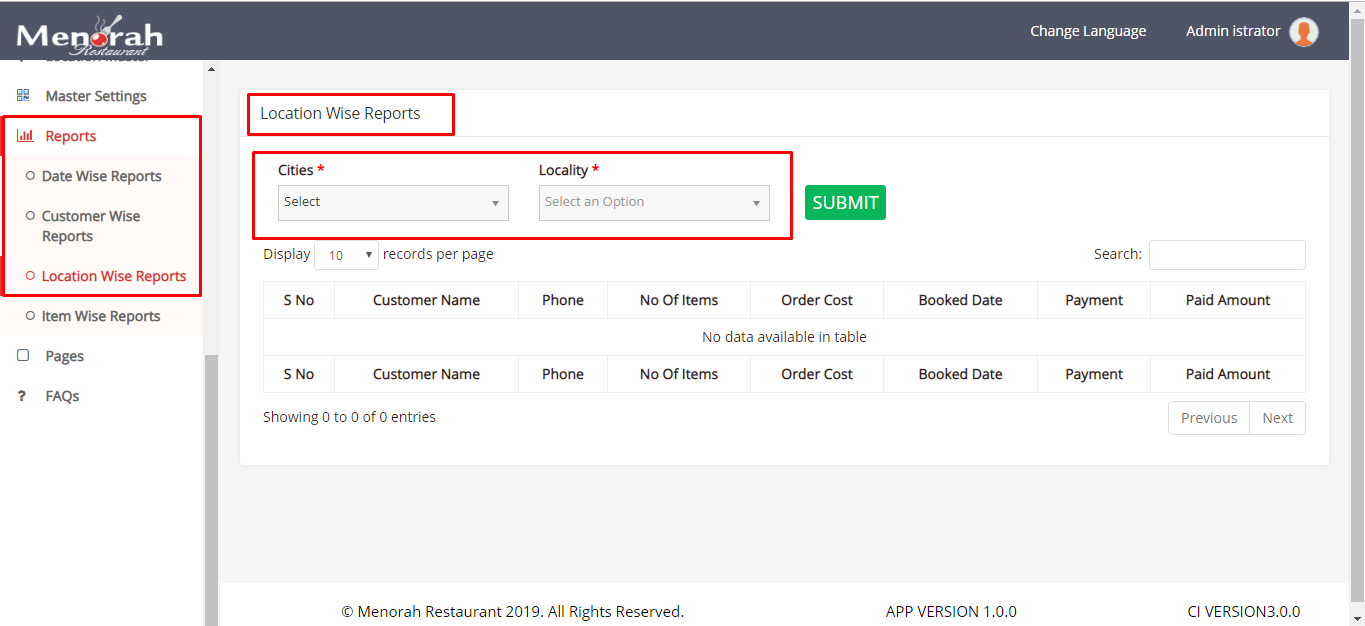 Menorah
Restaurant
Change Language
Admin istrator
Location Master
Master Settings
Reports
Date Wise Reports
Customer Wise
Reports
Location Wise Reports
Item Wise Reports
Pages
? FAQs
Location Wise Reports
Cities * Locality *
Select Select an Option SUBMIT
Display 10 records per page Search:
S No Customer Name Phone No Of Items Order Cost Booked Date Payment Paid Amount
No data available in table
S No Customer Name Phone No Of Items Order Cost Booked Date Payment Paid Amount
Showing 0 to 0 of 0 entries Previous Next
© Menorah Restaurant 2019. All Rights Reserved. APP VERSION 1.0.0 CI VERSION3.0.0